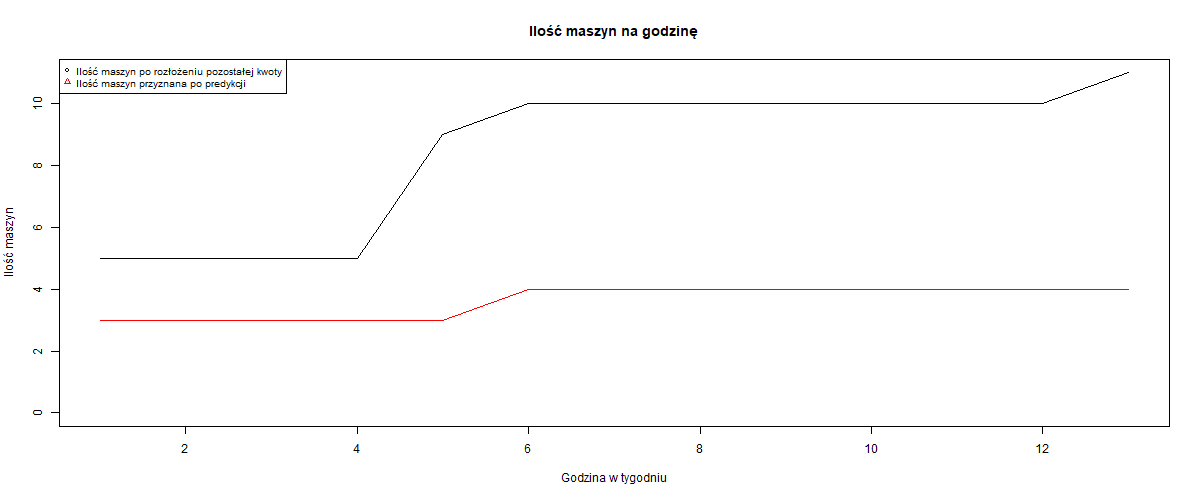 Ilość maszyn na godzinę
Ilość maszyn po rozłożeniu pozostałej kwoty
Ilość maszyn przyznana po predykcji
Ilość maszyn
10
8
6
4
2
0
2 4 6 8 10 12
Godzina w tygodniu